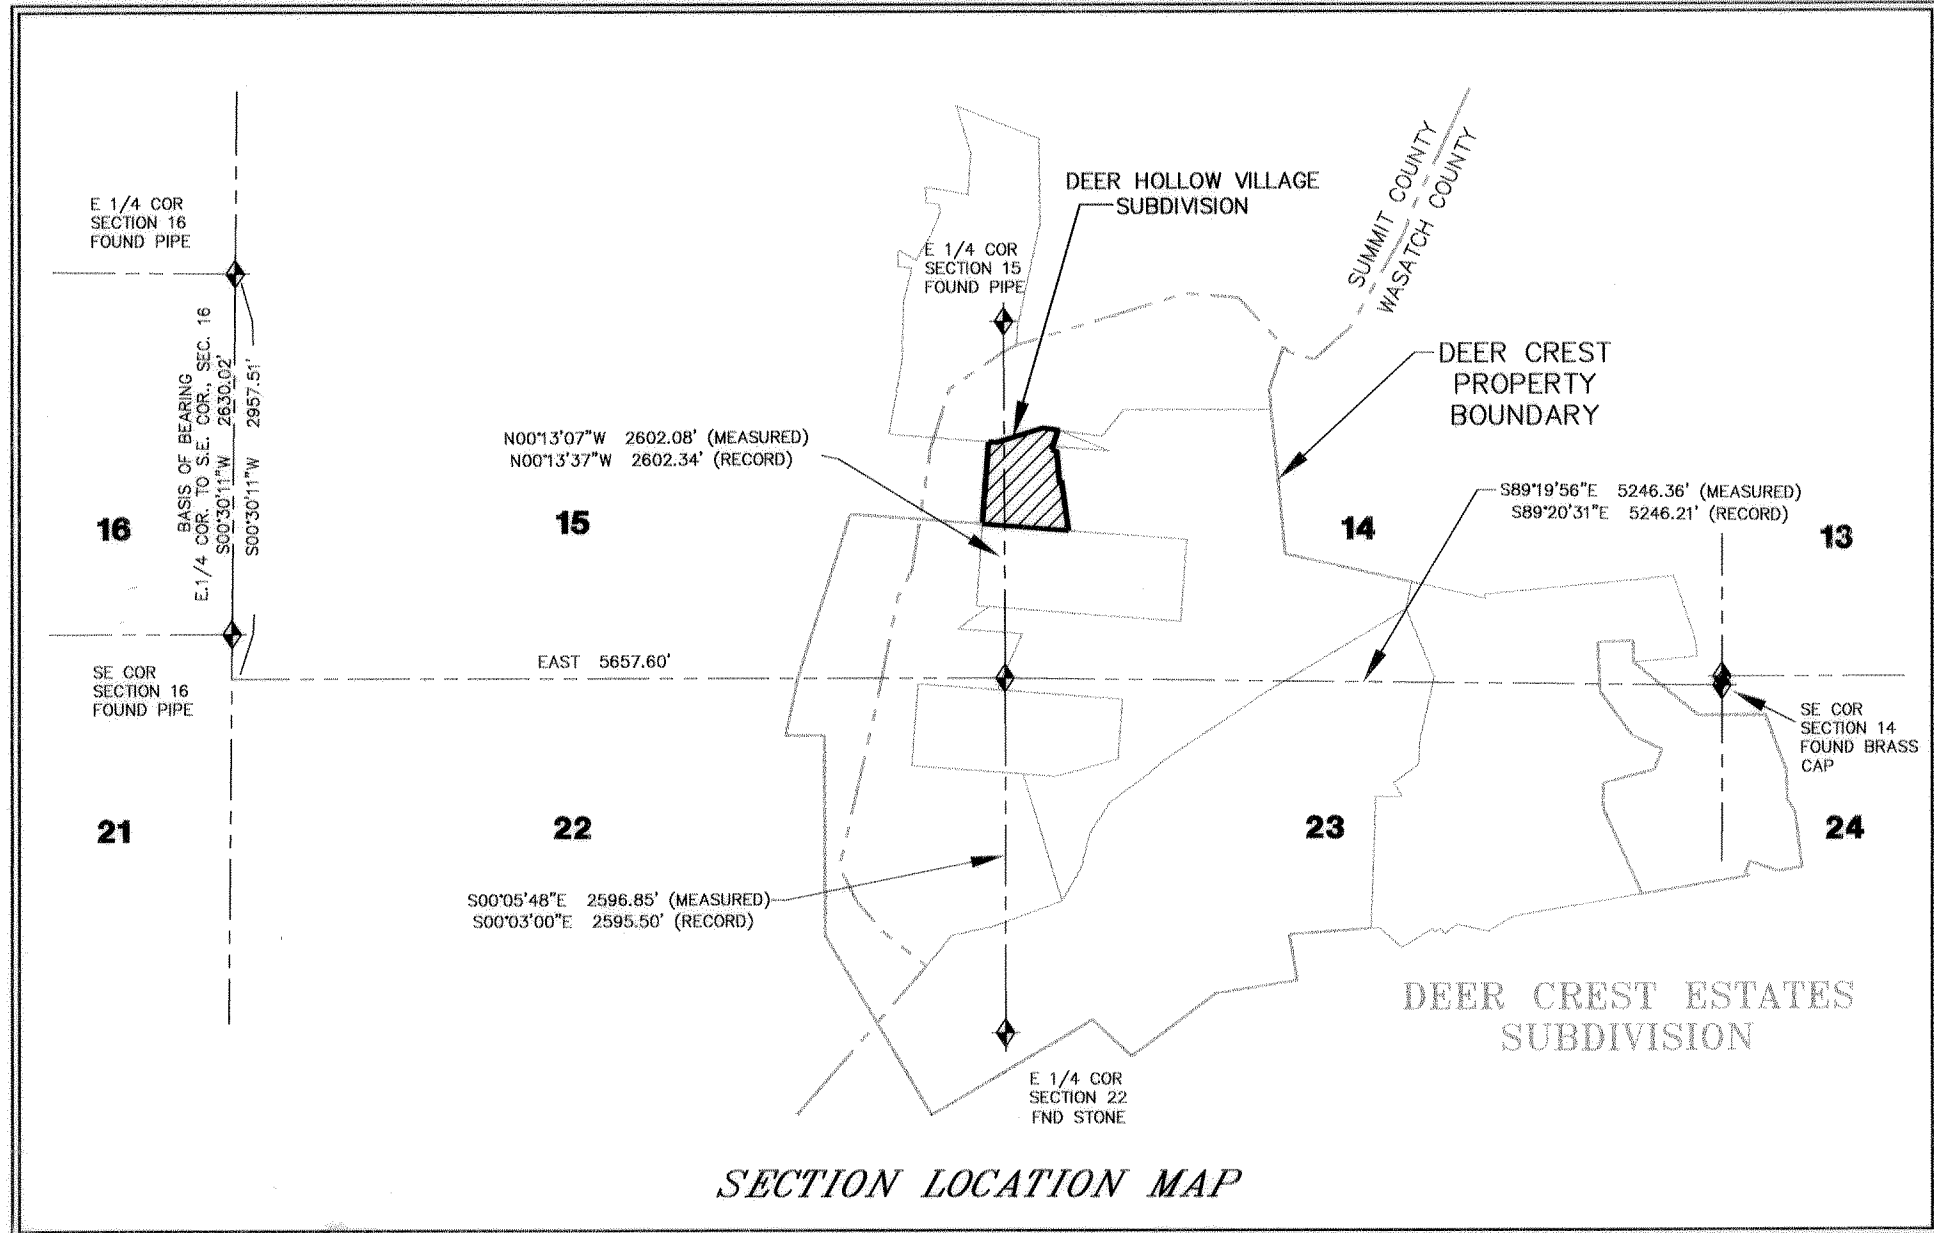 E 1/4 COR
SECTION 16
FOUND PIPE
DEER HOLLOW VILLAGE
SUBDIVISION
SUMMIT COUNTY
WASATCH COUNTY
E 1/4 COR
SECTION 15
FOUND PIPE
BASIS OF BEARING
E.1/4 COR. TO S.E. COR., SEC. 16
S00°30'11"W 2630.02'
S00°30'11"W 2957.51'
DEER CREST
PROPERTY
BOUNDARY
N00°13'07"W 2602.08' (MEASURED)
N00°13'37"W 2602.34' (RECORD)
S89°19'56"E 5246.36' (MEASURED)
S89°20'31"E 5246.21' (RECORD)
16
15
14
13
EAST 5657.60'
SE COR
SECTION 16
FOUND PIPE
SE COR
SECTION 14
FOUND BRASS
CAP
21
22
23
24
S00°05'48"E 2596.85' (MEASURED)
S00°03'00"E 2595.50' (RECORD)
DEER CREST ESTATES
SUBDIVISION
E 1/4 COR
SECTION 22
FND STONE
SECTION LOCATION MAP